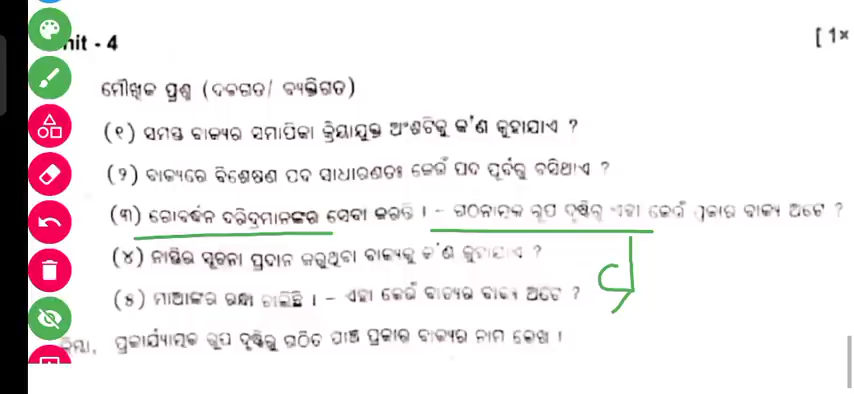 nit - 4
[ 1×
ମୌଖିକ ପ୍ରଶ୍ନ (ଦଳଗତ/ ବ୍ୟକ୍ତିଗତ)
(୧) ସମସ୍ତ ବାକ୍ୟର ସମାପିକା କ୍ରିୟାଯୁକ୍ତ ଅଂଶଟିକୁ କ'ଣ କୁହାଯାଏ ?
(୨) ବାକ୍ୟରେ ବିଶେଷଣ ପଦ ସାଧାରଣତଃ କେଉଁ ପଦ ପୂର୍ବରୁ ବସିଥାଏ ?
(୩) ଗୋବର୍ଦ୍ଧନ ଦରିଦ୍ରମାନଙ୍କର ସେବା କରନ୍ତି । - ଗଠନାତ୍ମକ ରୂପ ଦୃଷ୍ଟିରୁ ଏହା କେଉଁ ପ୍ରକାର ବାକ୍ୟ ଅଟେ ?
(୪) ନାସ୍ତିର ସୂଚନା ପ୍ରଦାନ କରୁଥିବା ବାକ୍ୟକୁ କ'ଣ କୁହାଯାଏ ?
(୫) ମାଆଙ୍କର ରନ୍ଧା ଚାଲିଛି । - ଏହା କେଉଁ ବାଚ୍ୟର ବାକ୍ୟ ଅଟେ ?
କିମ୍ବା, ପ୍ରକାର୍ଯ୍ୟାତ୍ମକ ରୂପ ଦୃଷ୍ଟିରୁ ଗଠିତ ପାଞ୍ଚ ପ୍ରକାର ବାକ୍ୟର ନାମ ଲେଖ ।